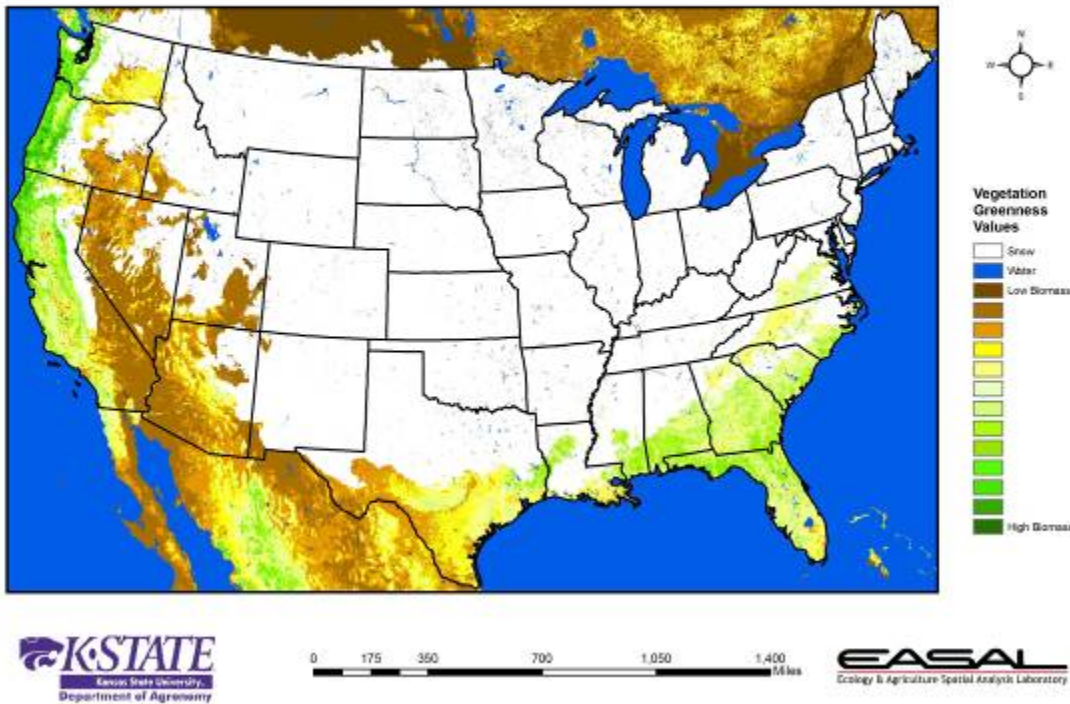 N
W
E
S
Vegetation
Greenness
Values
Snow
Water
Low Biomass
High Biomass
K-STATE
Kansas State University.
Department of Agronomy
0 175 350 700 1,050 1,400
Miles
EASAL
Ecology & Agriculture Spatial Analysis Laboratory